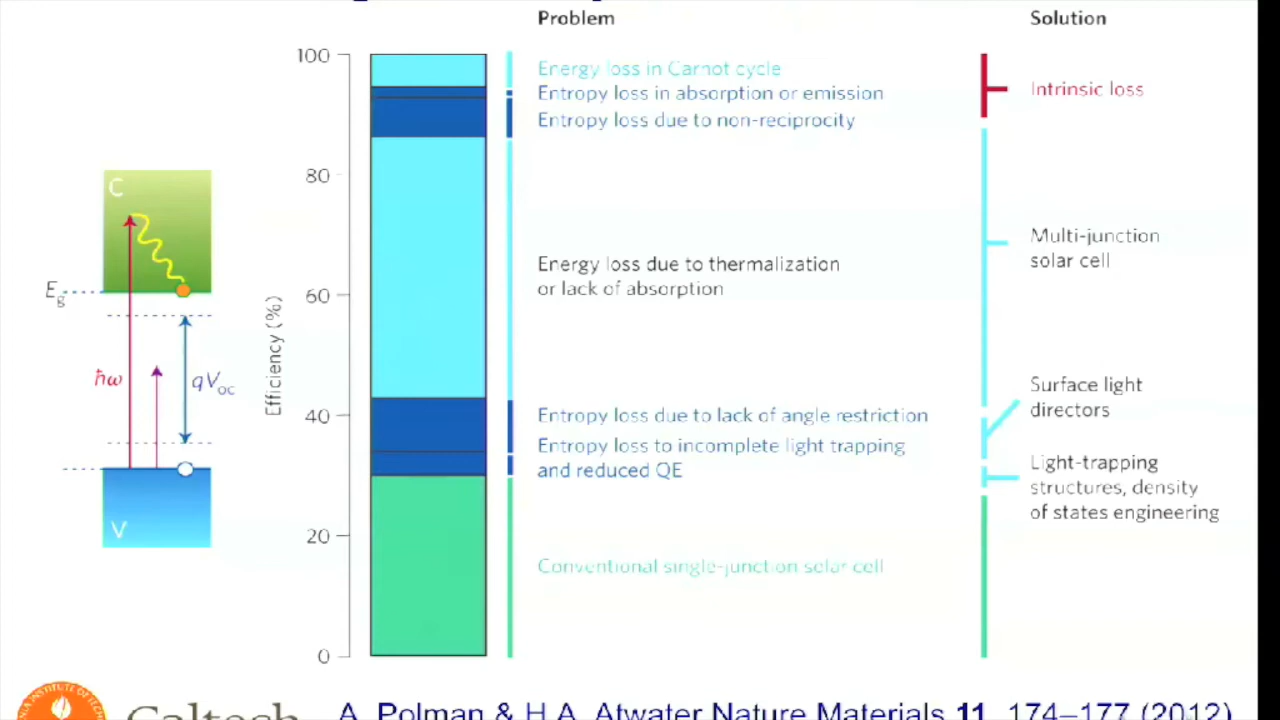 Problem
Solution
100
80
60
40
20
0
Efficiency (%)
Energy loss in Carnot cycle
Entropy loss in absorption or emission
Entropy loss due to non-reciprocity
Energy loss due to thermalization
or lack of absorption
Entropy loss due to lack of angle restriction
Entropy loss to incomplete light trapping
and reduced QE
Conventional single-junction solar cell
Intrinsic loss
Multi-junction
solar cell
Surface light
directors
Light-trapping
structures, density
of states engineering
C
Eg
ħω
qVoc
V
Caltech
A. Polman & H.A. Atwater Nature Materials 11, 174–177 (2012)